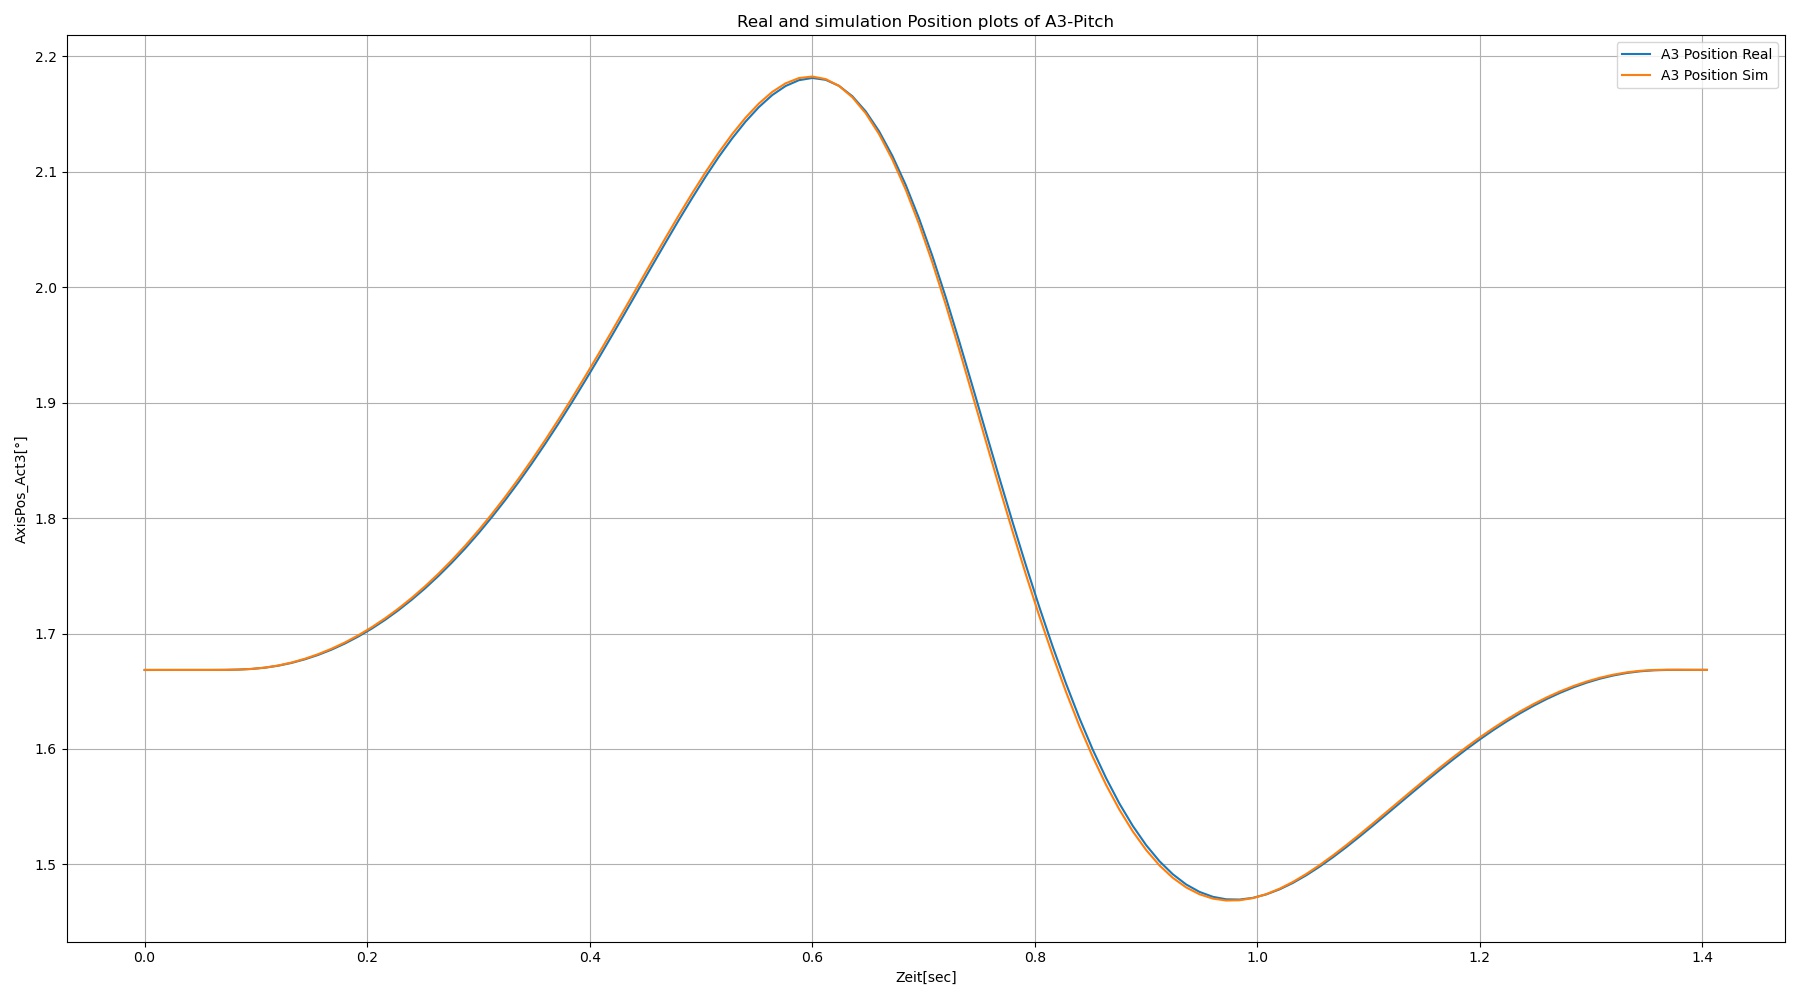 Real and simulation Position plots of A3-Pitch
A3 Position Real
A3 Position Sim
2.2
2.1
2.0
1.9
1.8
1.7
1.6
1.5
AxisPos_Act3[°]
0.0 0.2 0.4 0.6 0.8 1.0 1.2 1.4
Zeit[sec]